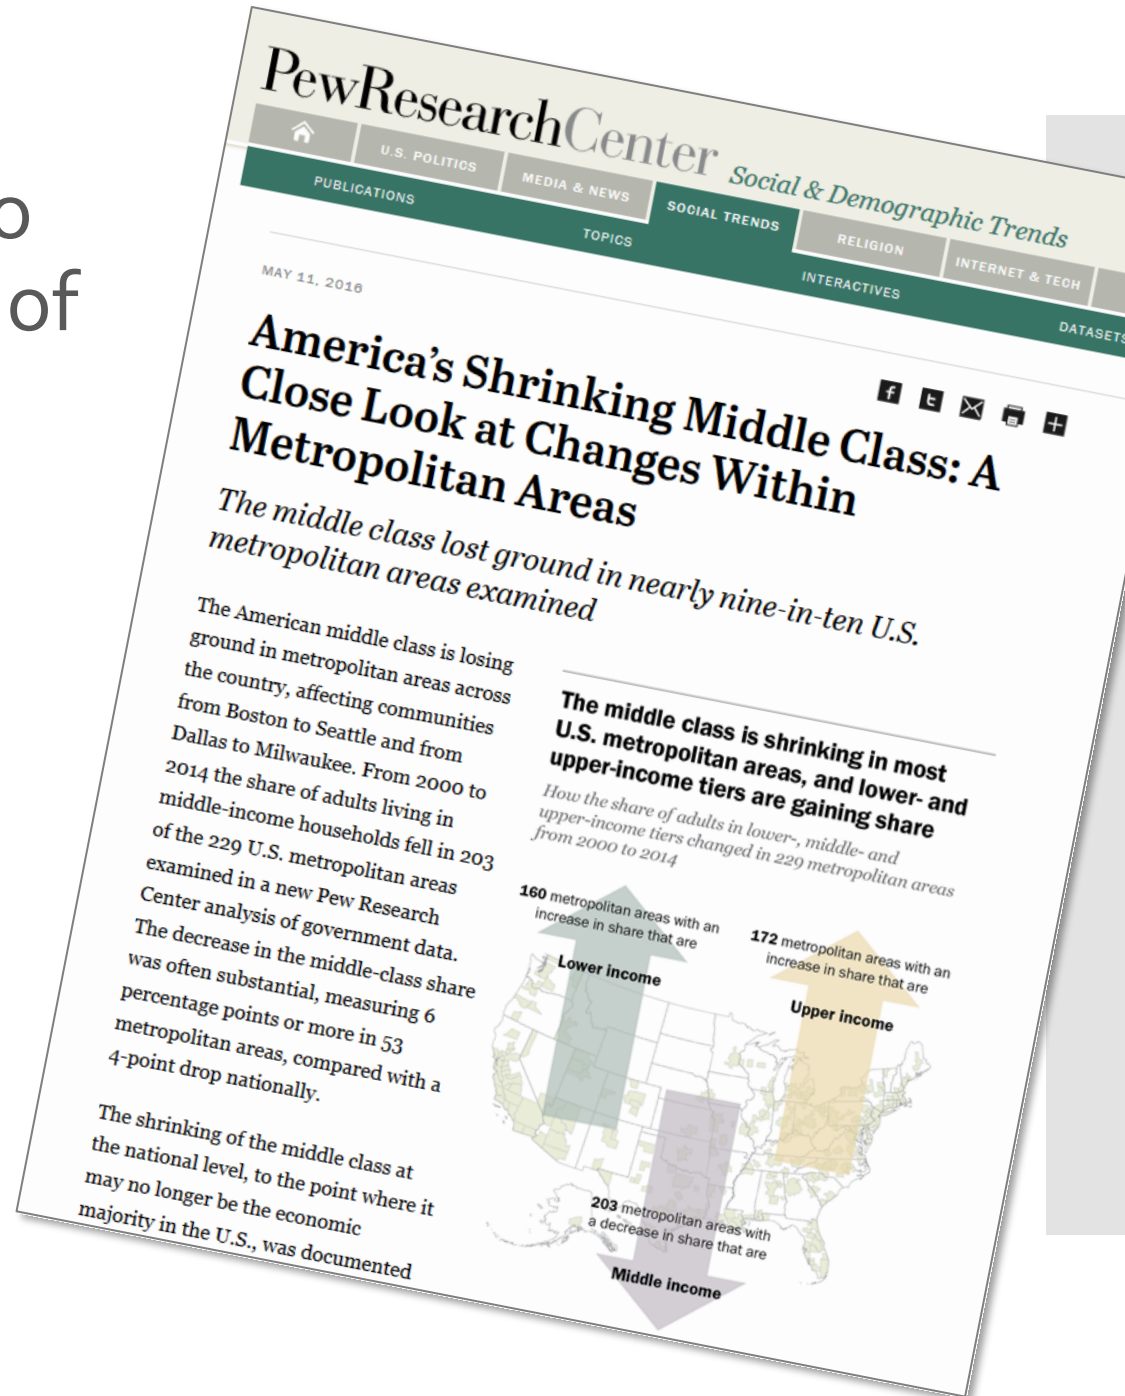 o
of
PewResearchCenter
Social & Demographic Trends
U.S. POLITICS
MEDIA & NEWS
SOCIAL TRENDS
RELIGION
INTERNET & TECH
PUBLICATIONS
TOPICS
INTERACTIVES
DATASETS
MAY 11, 2016
America’s Shrinking Middle Class: A
Close Look at Changes Within
Metropolitan Areas
The middle class lost ground in nearly nine-in-ten U.S.
metropolitan areas examined
The American middle class is losing
ground in metropolitan areas across
the country, affecting communities
from Boston to Seattle and from
Dallas to Milwaukee. From 2000 to
2014 the share of adults living in
middle-income households fell in 203
of the 229 U.S. metropolitan areas
examined in a new Pew Research
Center analysis of government data.
The decrease in the middle-class share
was often substantial, measuring 6
percentage points or more in 53
metropolitan areas, compared with a
4-point drop nationally.
The shrinking of the middle class at
the national level, to the point where it
may no longer be the economic
majority in the U.S., was documented
The middle class is shrinking in most
U.S. metropolitan areas, and lower- and
upper-income tiers are gaining share
How the share of adults in lower-, middle- and
upper-income tiers changed in 229 metropolitan areas
from 2000 to 2014
160 metropolitan areas with an
increase in share that are
Lower income
172 metropolitan areas with an
increase in share that are
Upper income
203 metropolitan areas with
a decrease in share that are
Middle income